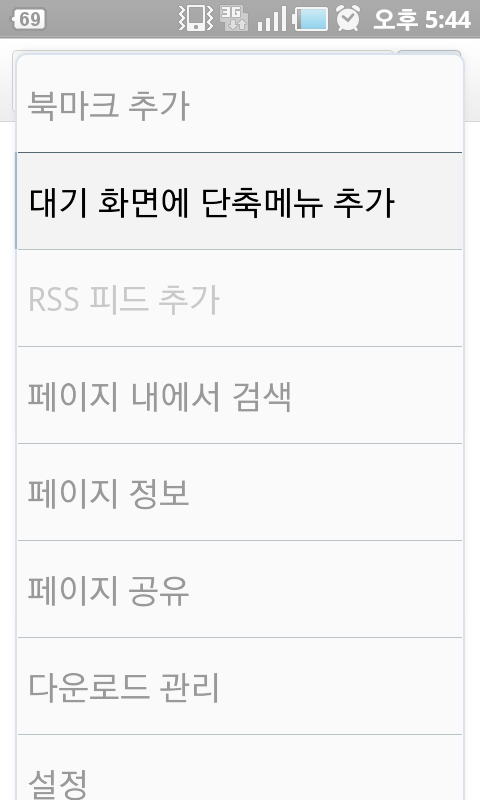 69 3G 오후 5:44
북마크 추가
대기 화면에 단축메뉴 추가
RSS 피드 추가
페이지 내에서 검색
페이지 정보
페이지 공유
다운로드 관리
설정